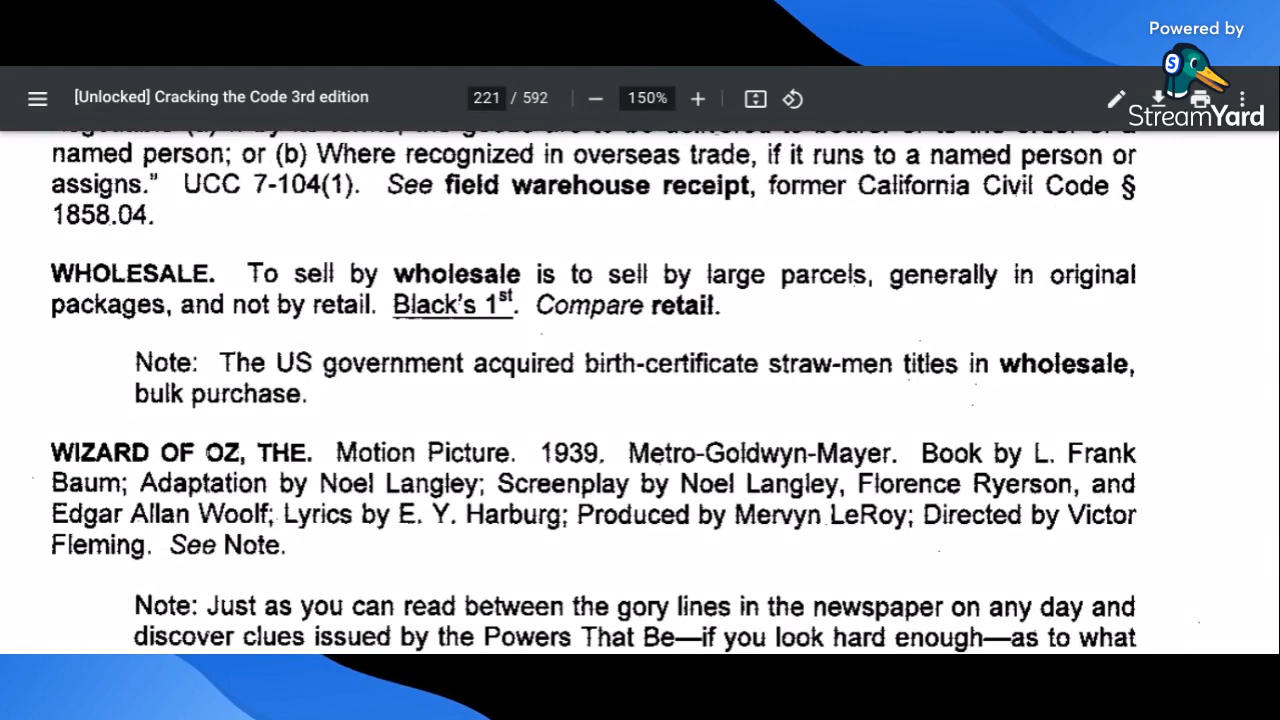 Powered by
StreamYard
[Unlocked] Cracking the Code 3rd edition
221 / 592
150%
named person; or (b) Where recognized in overseas trade, if it runs to a named person or
assigns.” UCC 7-104(1). See field warehouse receipt, former California Civil Code §
1858.04.
WHOLESALE. To sell by wholesale is to sell by large parcels, generally in original
packages, and not by retail. Black's 1st. Compare retail.
Note: The US government acquired birth-certificate straw-men titles in wholesale,
bulk purchase.
WIZARD OF OZ, THE. Motion Picture. 1939. Metro-Goldwyn-Mayer. Book by L. Frank
Baum; Adaptation by Noel Langley; Screenplay by Noel Langley, Florence Ryerson, and
Edgar Allan Woolf; Lyrics by E. Y. Harburg; Produced by Mervyn LeRoy; Directed by Victor
Fleming. See Note.
Note: Just as you can read between the gory lines in the newspaper on any day and
discover clues issued by the Powers That Be—if you look hard enough—as to what